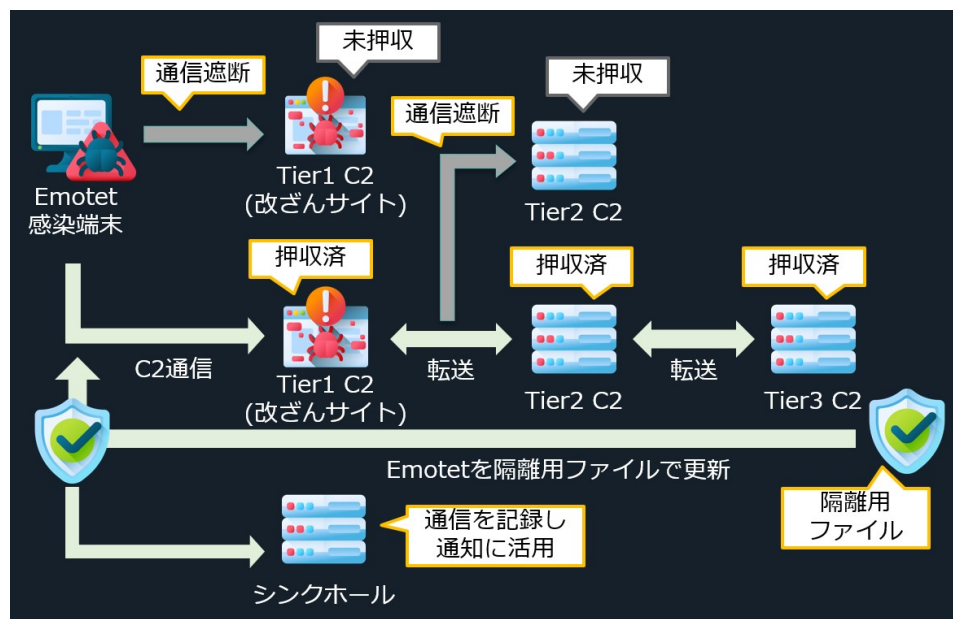 未押収
通信遮断
未押収
通信遮断
Tier1 C2
(改ざんサイト)
Emotet
感染端末
Tier2 C2
押収済
押収済
押収済
C2通信
転送
転送
Tier1 C2
(改ざんサイト)
Tier2 C2
Tier3 C2
Emotetを隔離用ファイルで更新
隔離用
ファイル
通信を記録し
通知に活用
シンクホール